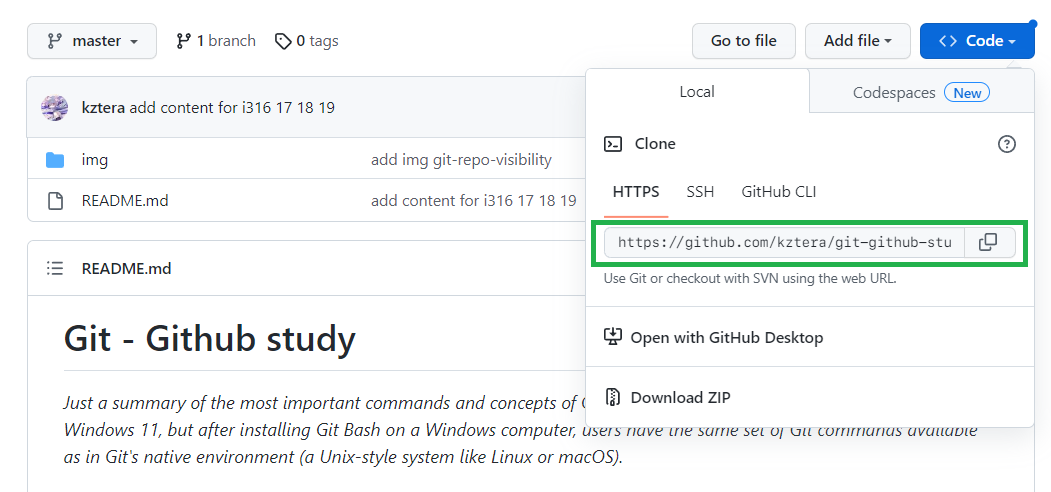 master
1 branch
0 tags
Go to file
Add file
<> Code
kztera add content for i316 17 18 19
img
add img git-repo-visibility
README.md
add content for i316 17 18 19
Local
Codespaces New
Clone
HTTPS SSH GitHub CLI
https://github.com/kztera/git-github-stu
Use Git or checkout with SVN using the web URL.
Open with GitHub Desktop
Download ZIP
README.md
Git - Github study
Just a summary of the most important commands and concepts of
Windows 11, but after installing Git Bash on a Windows computer, users have the same set of Git commands available
as in Git's native environment (a Unix-style system like Linux or macOS).